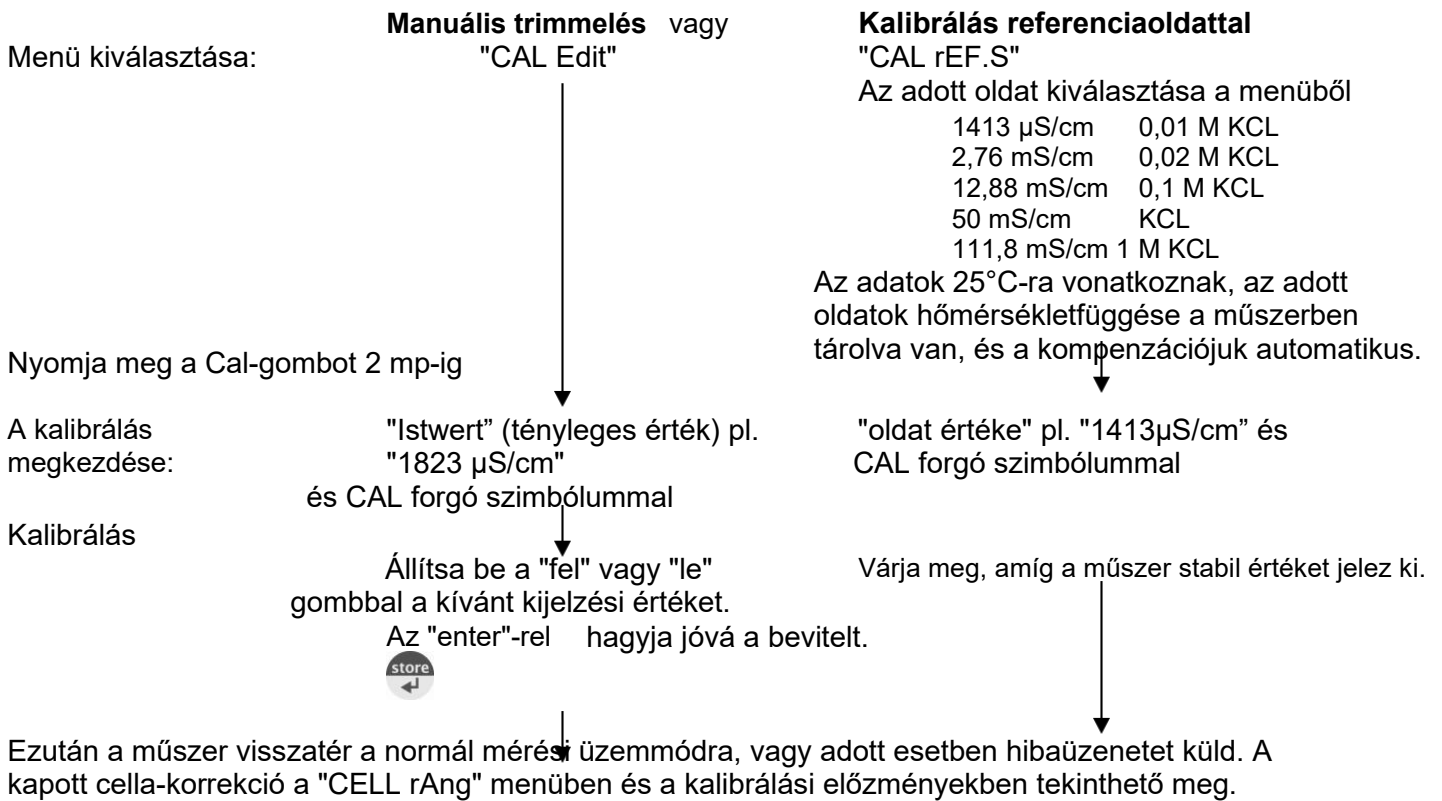 Manuális trimmelés vagy Kalibrálás referenciaoldattal
Menü kiválasztása: "CAL Edit" "CAL rEF.S"
Az adott oldat kiválasztása a menüből
1413 µS/cm 0,01 M KCL
2,76 mS/cm 0,02 M KCL
12,88 mS/cm 0,1 M KCL
50 mS/cm KCL
111,8 mS/cm 1 M KCL
Az adatok 25°C-ra vonatkoznak, az adott
oldatok hőmérsékletfüggése a műszerben
tárolva van, és a kompenzációjuk automatikus.
Nyomja meg a Cal-gombot 2 mp-ig
A kalibrálás "Istwert” (tényleges érték) pl. "oldat értéke" pl. "1413µS/cm” és
megkezdése: "1823 µS/cm" CAL forgó szimbólummal
és CAL forgó szimbólummal
Kalibrálás
Állítsa be a "fel" vagy "le" Várja meg, amíg a műszer stabil értéket jelez ki.
gombbal a kívánt kijelzési értéket.
Az "enter"-rel hagyja jóvá a bevitelt.
store
Ezután a műszer visszatér a normál mérési üzemmódra, vagy adott esetben hibaüzenetet küld. A
kapott cella-korrekció a "CELL rAng" menüben és a kalibrálási előzményekben tekinthető meg.